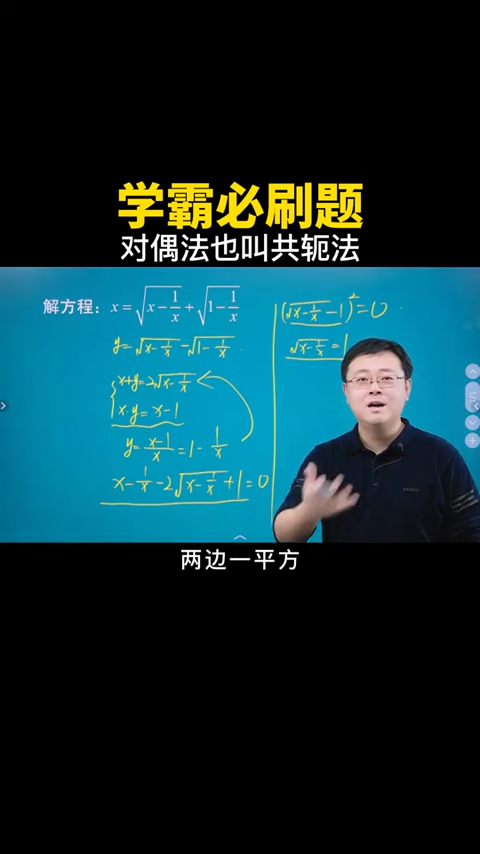 学霸必刷题
对偶法也叫共轭法
解方程：x=√(x-1/x)+√(1-1/x)
y=√(x-1/x)-√(1-1/x)
x+y=2√(x-1/x)
x·y=x-1
y=(x-1)/x=1-1/x
x-1/x-2√(x-1/x)+1=0
(√(x-1/x)-1)²=0
√(x-1/x)=1
两边一平方